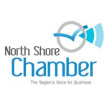 North Shore
Chamber
The Region's Voice for Business